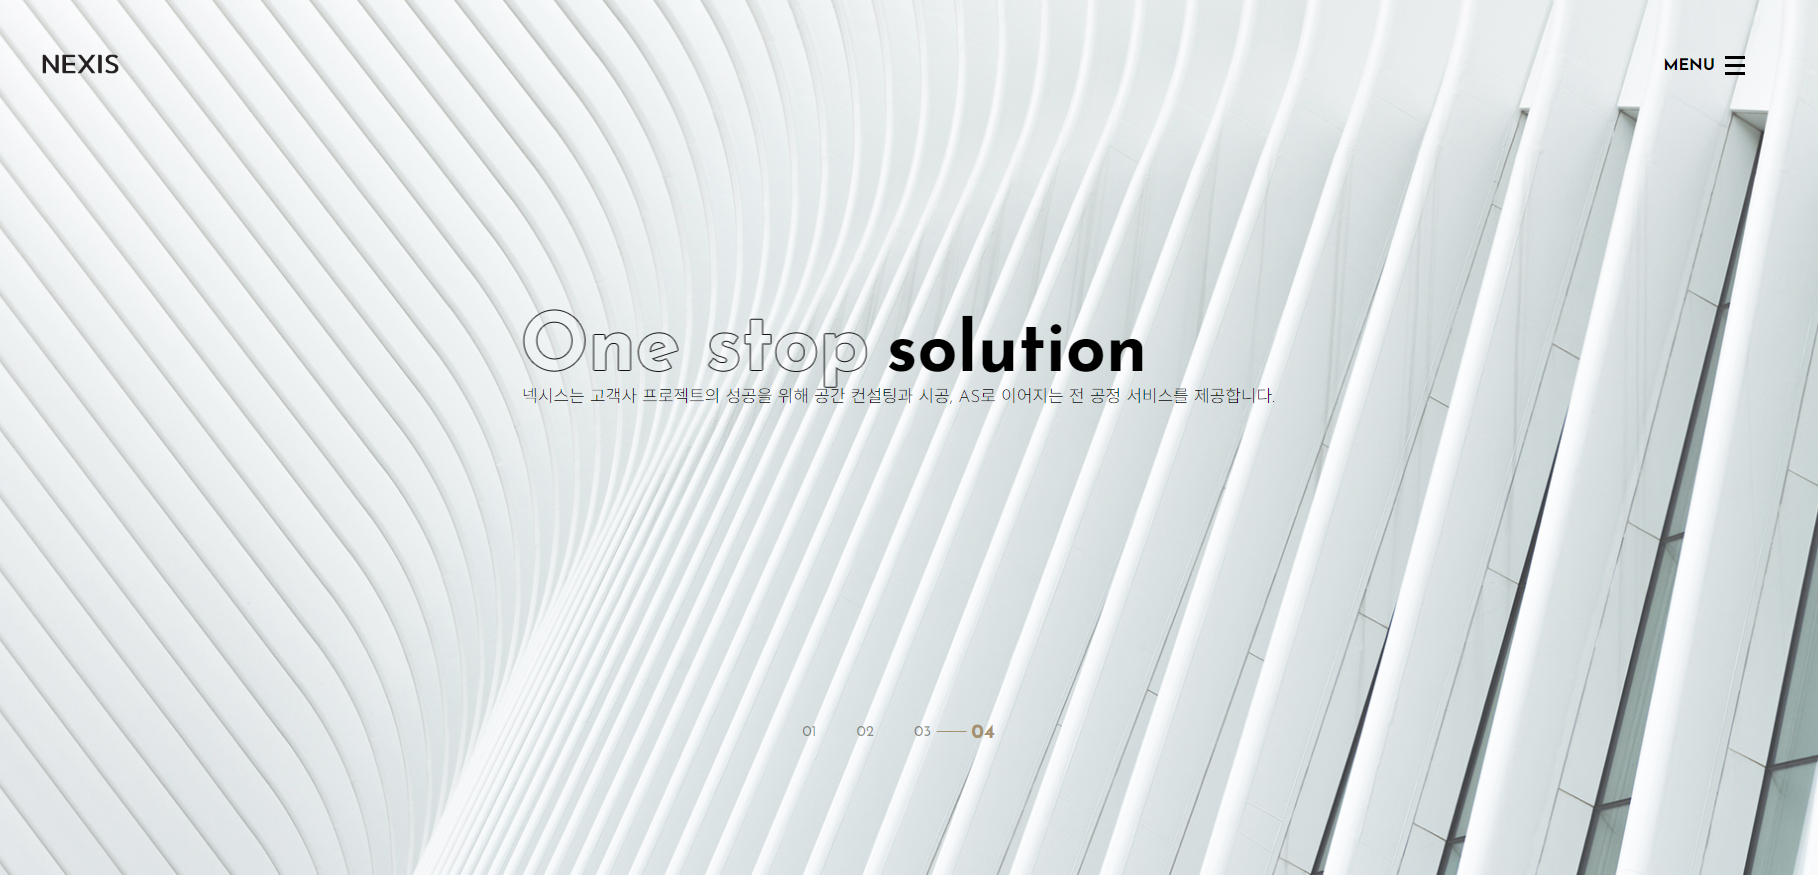 NEXIS
MENU
One stop solution
넥시스는 고객사 프로젝트의 성공을 위해 공간 컨설팅과 시공, AS로 이어지는 전 공정 서비스를 제공합니다.
01 02 03 04